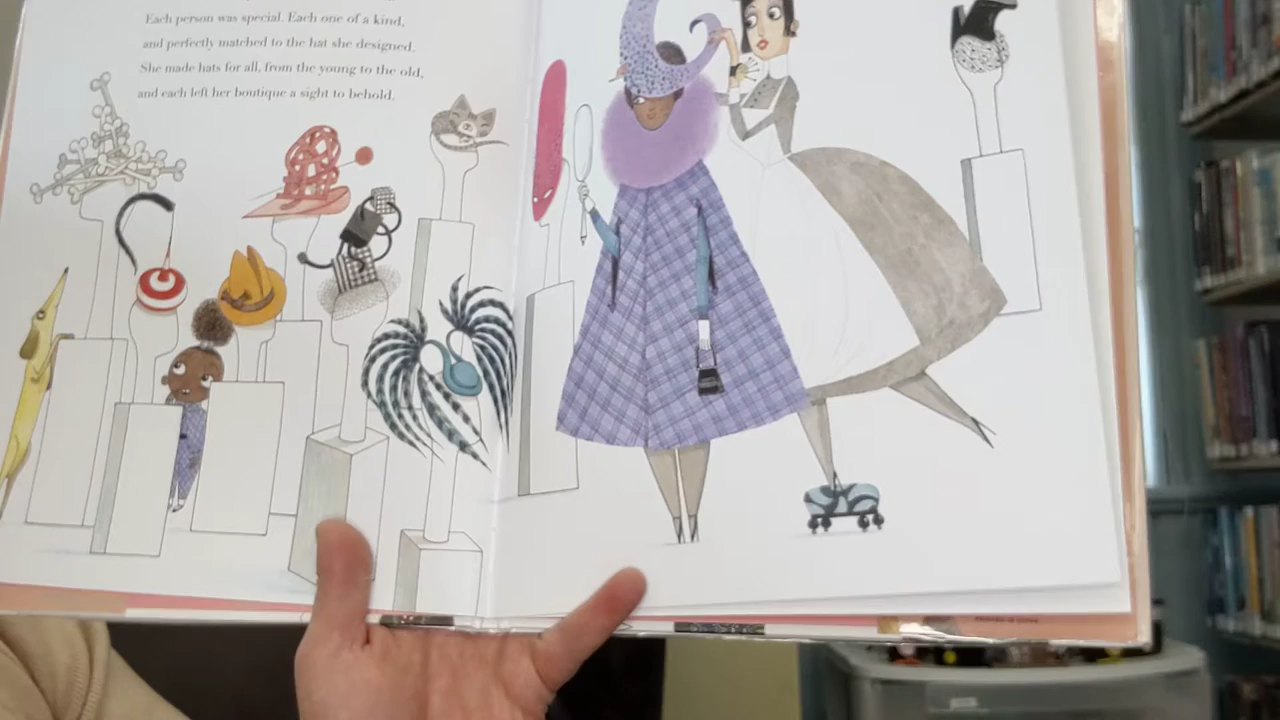 Each person was special. Each one of a kind,
and perfectly matched to the hat she designed.
She made hats for all, from the young to the old,
and each left her boutique a sight to behold.